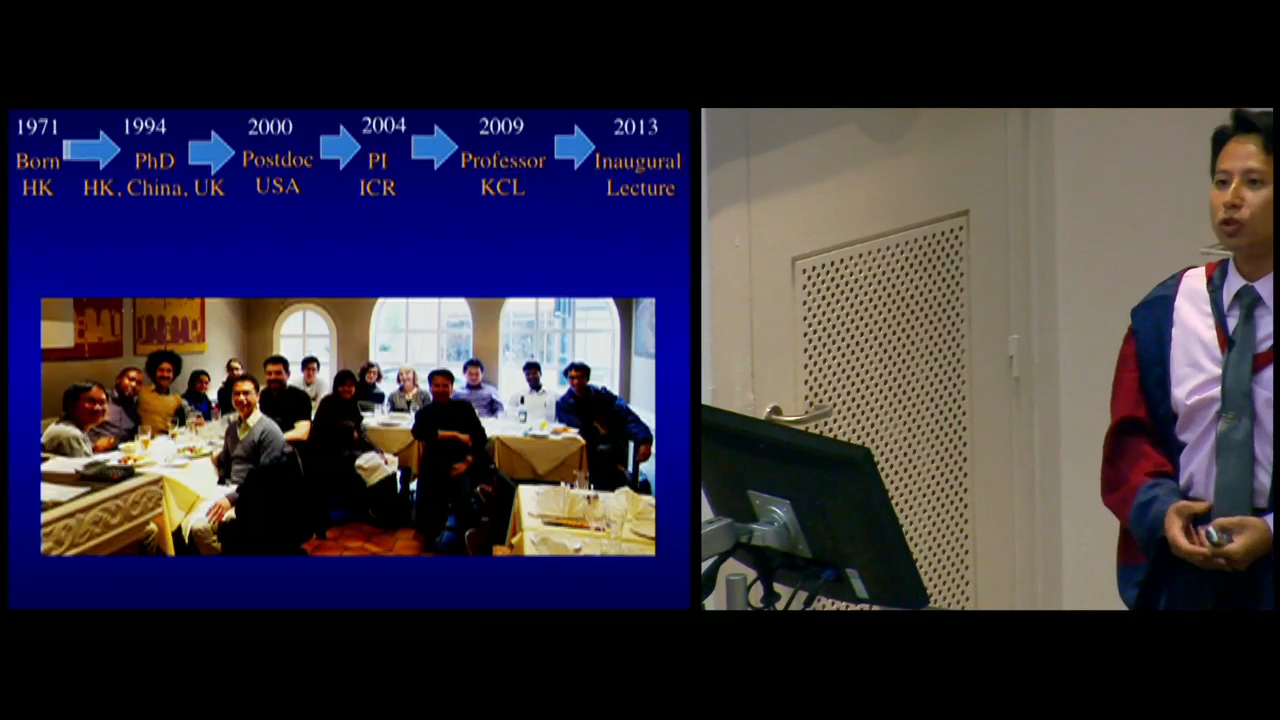 1971
1994
2000
2004
2009
2013
Born
PhD
Postdoc
PI
Professor
Inaugural
HK
HK, China, UK
USA
ICR
KCL
Lecture